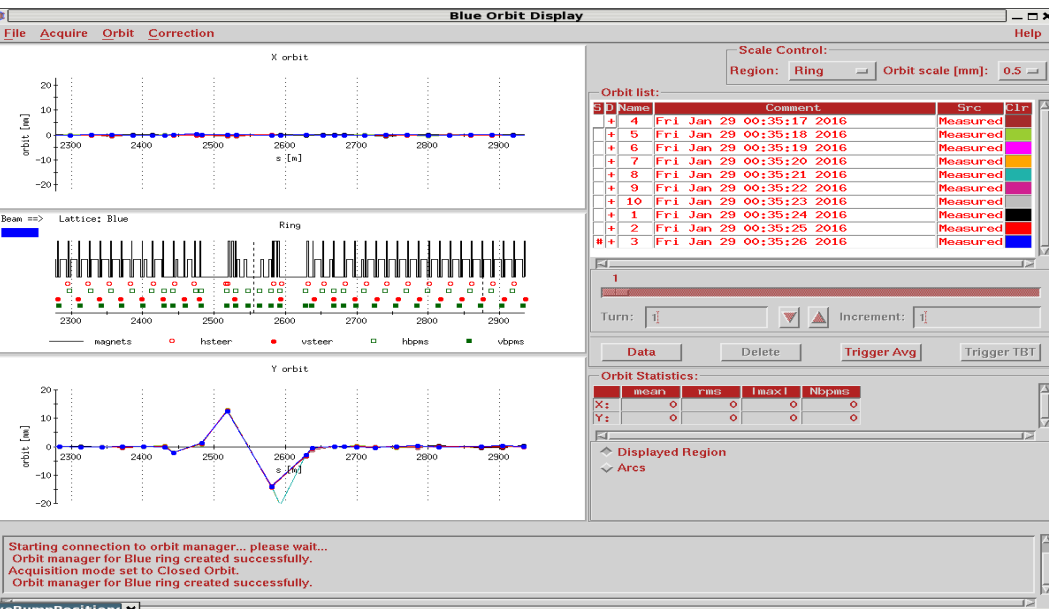 Blue Orbit Display
File Acquire Orbit Correction Help
X orbit
20
10
0
-10
-20
orbit [mm]
2300 2400 2500 2600 2700 2800 2900
s [m]
Beam ==> Lattice: Blue
Ring
2300 2400 2500 2600 2700 2800 2900
magnets hsteer vsteer hbpms vbpms
Y orbit
20
10
0
-10
-20
orbit [mm]
2300 2400 2500 2600 2700 2800 2900
s [m]
Scale Control:
Region: Ring Orbit scale [mm]: 0.5
Orbit list:
S D Name Comment Src Clr
+ 4 Fri Jan 29 00:35:17 2016 Measured
+ 5 Fri Jan 29 00:35:18 2016 Measured
+ 6 Fri Jan 29 00:35:19 2016 Measured
+ 7 Fri Jan 29 00:35:20 2016 Measured
+ 8 Fri Jan 29 00:35:21 2016 Measured
+ 9 Fri Jan 29 00:35:22 2016 Measured
+ 10 Fri Jan 29 00:35:23 2016 Measured
+ 1 Fri Jan 29 00:35:24 2016 Measured
+ 2 Fri Jan 29 00:35:25 2016 Measured
# + 3 Fri Jan 29 00:35:26 2016 Measured
1
Turn: 1 Increment: 1
Data Delete Trigger Avg Trigger TBT
Orbit Statistics:
mean rms |max| Nbpms
X: 0 0 0 0
Y: 0 0 0 0
Displayed Region
Arcs
Starting connection to orbit manager... please wait...
Orbit manager for Blue ring created successfully.
Acquisition mode set to Closed Orbit.
Orbit manager for Blue ring created successfully.